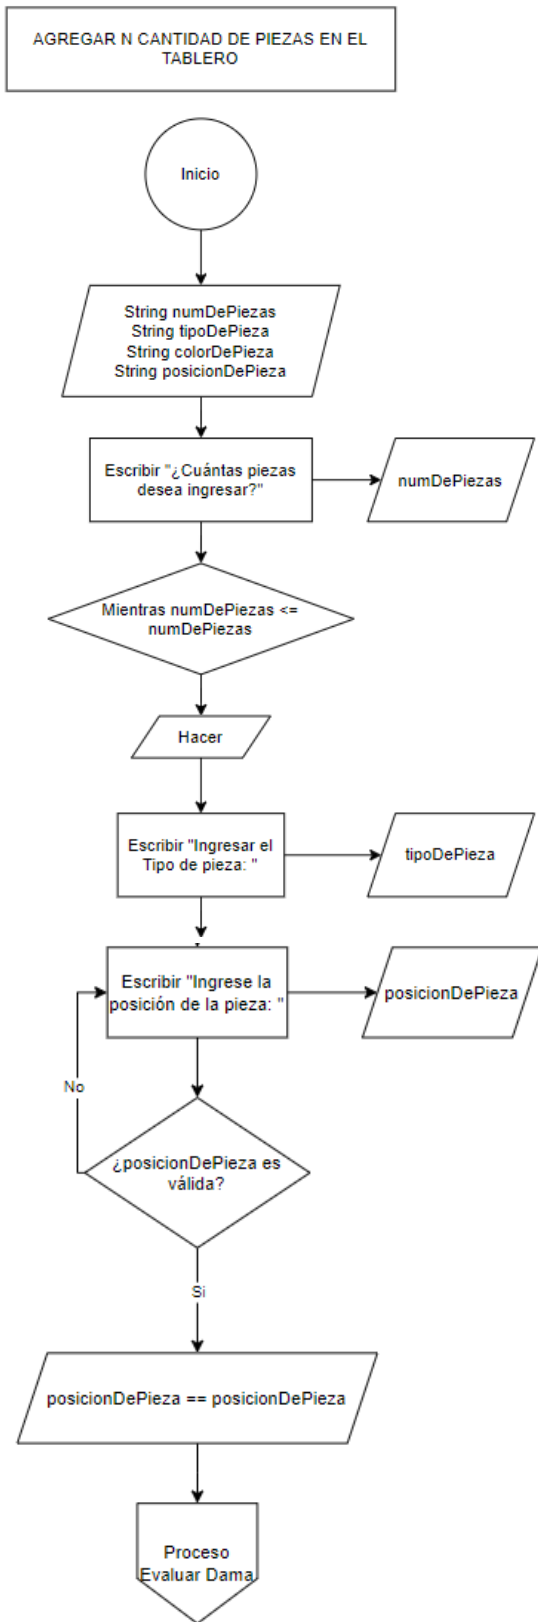 AGREGAR N CANTIDAD DE PIEZAS EN EL
TABLERO
Inicio
String numDePiezas
String tipoDePieza
String colorDePieza
String posicionDePieza
Escribir "¿Cuántas piezas
desea ingresar?"
numDePiezas
Mientras numDePiezas <=
numDePiezas
Hacer
Escribir "Ingresar el
Tipo de pieza: "
tipoDePieza
Escribir "Ingrese la
posición de la pieza: "
posicionDePieza
No
¿posicionDePieza es
válida?
Si
posicionDePieza == posicionDePieza
Proceso
Evaluar Dama